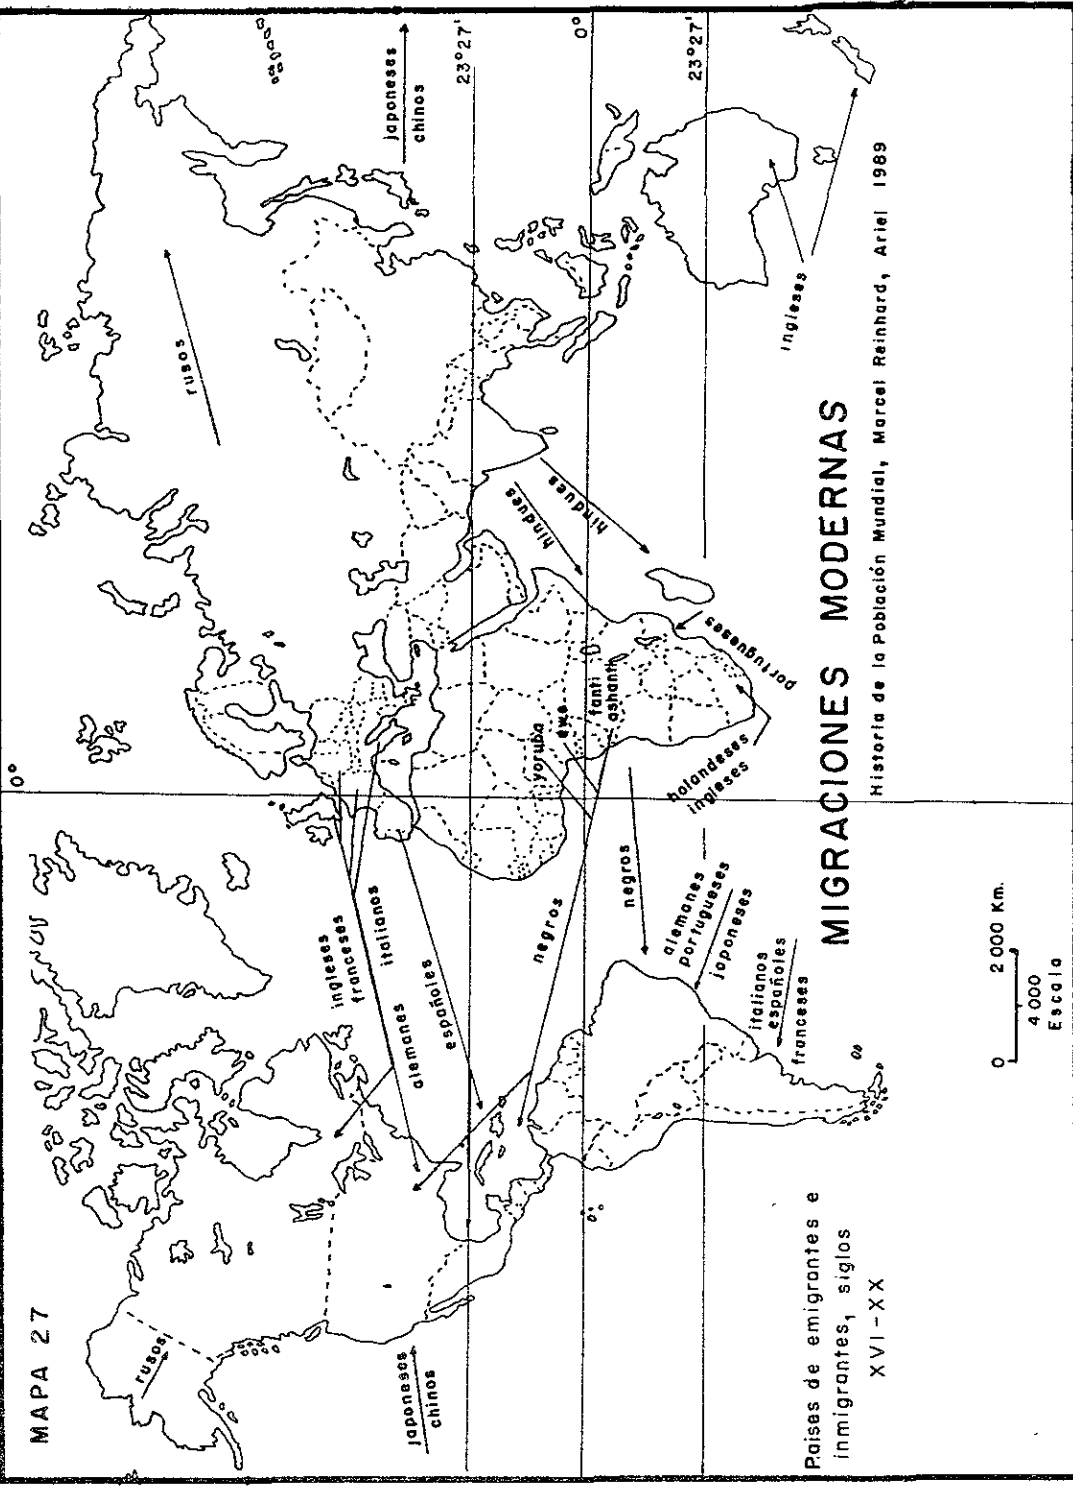 MAPA 27
0°
rusos
rusos
japoneses
chinos
japoneses
chinos
23°27'
0°
23°27'
ingleses
franceses
italianos
alemanes
españoles
negros
negros
yoruba
ewe
fanti
ashanti
hindues
hindues
portugueses
holandeses
ingleses
alemanes
portugueses
japoneses
italianos
españoles
franceses
ingleses
0°
Paises de emigrantes e
inmigrantes, siglos
XVI-XX
MIGRACIONES MODERNAS
Historia de la Población Mundial, Marcel Reinhard, Ariel 1989
0 2 000 Km.
4 000
Escala